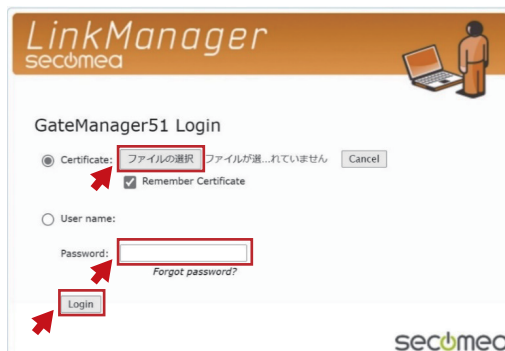 LinkManager
secomea
GateManager51 Login
Certificate: ファイルの選択 ファイルが選...れていません Cancel
Remember Certificate
User name:
Password:
Forgot password?
Login
secomea